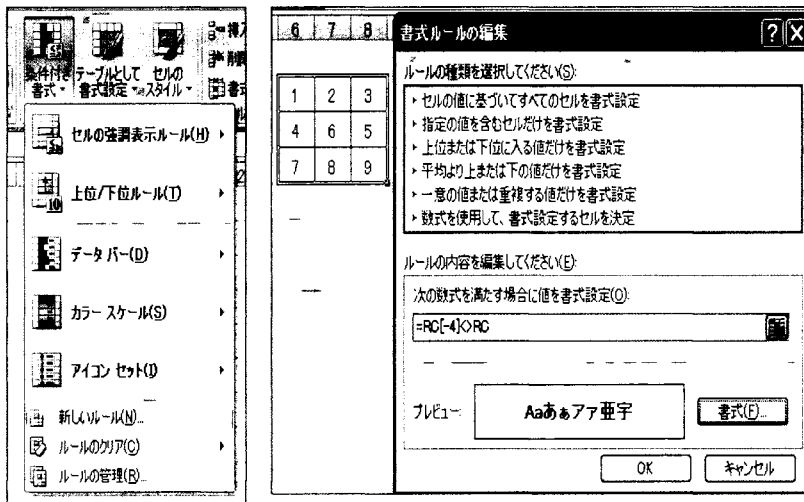 条件付き 書式
テーブルとして 書式設定
セルの スタイル
挿入
削除
書式
セルの強調表示ルール(H)
上位/下位ルール(T)
データ バー(D)
カラー スケール(S)
アイコン セット(I)
新しいルール(N)...
ルールのクリア(C)
ルールの管理(R)...
6 7 8
1 2 3
4 6 5
7 8 9
書式ルールの編集
ルールの種類を選択してください(S):
セルの値に基づいてすべてのセルを書式設定
指定の値を含むセルだけを書式設定
上位または下位に入る値だけを書式設定
平均より上または下の値だけを書式設定
一意の値または重複する値だけを書式設定
数式を使用して、書式設定するセルを決定
ルールの内容を編集してください(E):
次の数式を満たす場合に値を書式設定(O):
=RC[-4]<>RC
プレビュー:
Aaあぁアァ亜宇
書式(F)...
OK
キャンセル